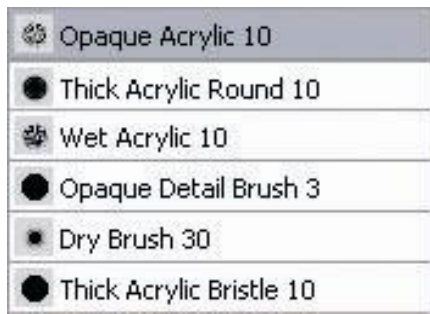 Opaque Acrylic 10
Thick Acrylic Round 10
Wet Acrylic 10
Opaque Detail Brush 3
Dry Brush 30
Thick Acrylic Bristle 10